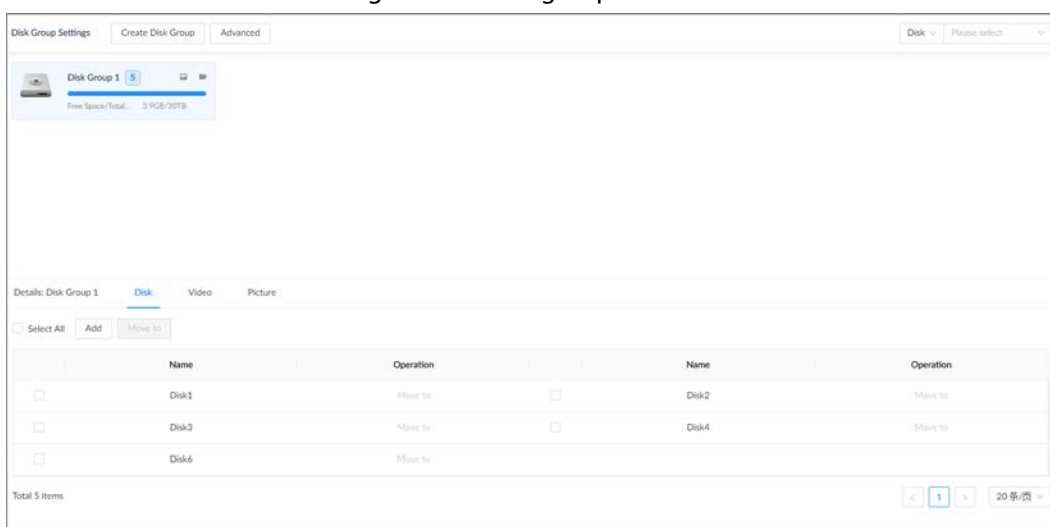 Disk Group Settings Create Disk Group Advanced Disk Please select
Disk Group 1 5
Free Space/Total... 3.9GB/20TB
Details: Disk Group 1 Disk Video Picture
Select All Add Move to
Name Operation Name Operation
Disk1 Move to Disk2 Move to
Disk3 Move to Disk4 Move to
Disk6 Move to
Total 5 items < 1 > 20 条/页